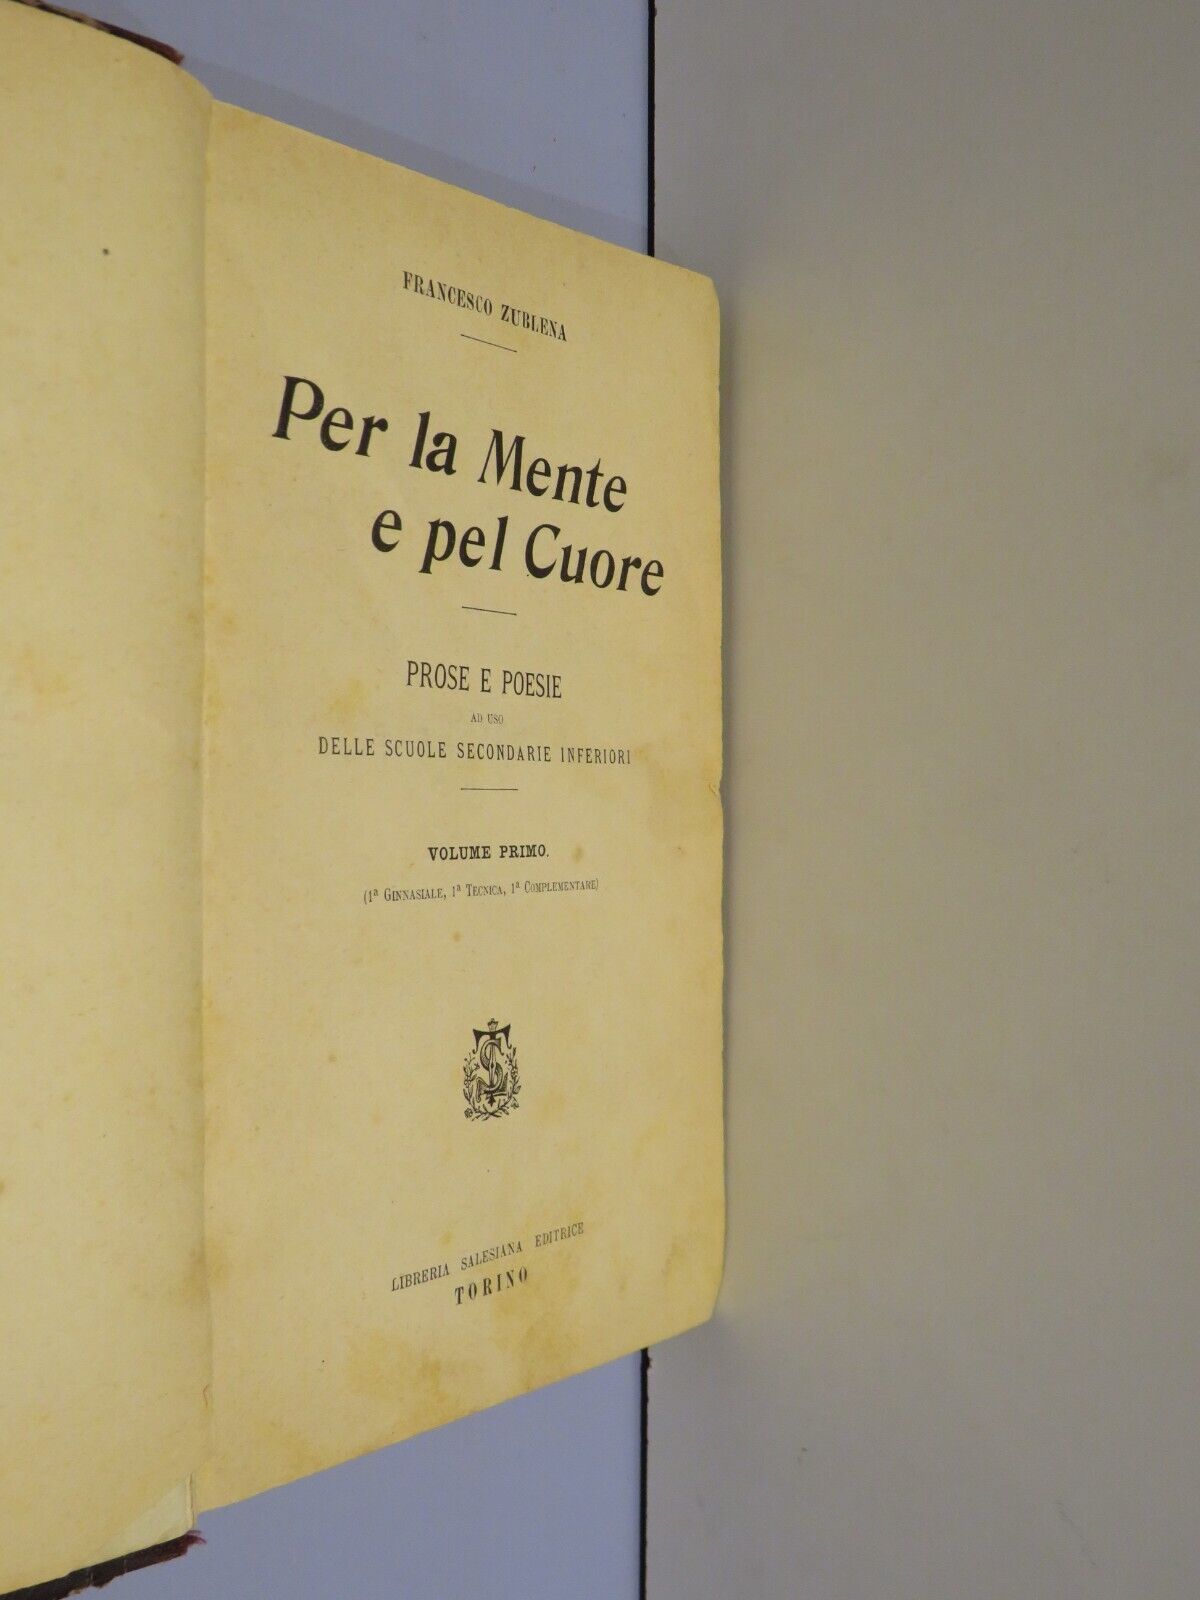 FRANCESCO ZUBLENA
Per la Mente
e pel Cuore
PROSE E POESIE
AD USO
DELLE SCUOLE SECONDARIE INFERIORI
VOLUME PRIMO.
(1ª GINNASIALE, 1ª TECNICA, 1ª COMPLEMENTARE)
LIBRERIA SALESIANA EDITRICE
TORINO